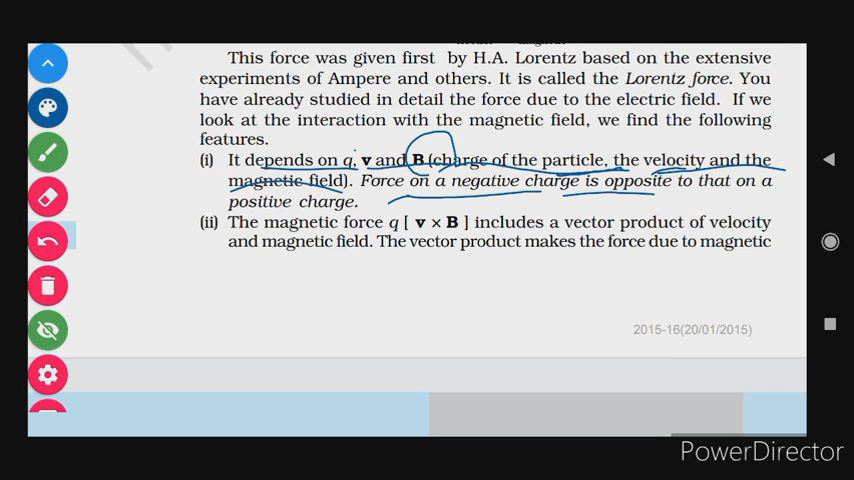 This force was given first by H.A. Lorentz based on the extensive
experiments of Ampere and others. It is called the Lorentz force. You
have already studied in detail the force due to the electric field. If we
look at the interaction with the magnetic field, we find the following
features.
(i) It depends on q, v and B (charge of the particle, the velocity and the
magnetic field). Force on a negative charge is opposite to that on a
positive charge.
(ii) The magnetic force q [ v × B ] includes a vector product of velocity
and magnetic field. The vector product makes the force due to magnetic
2015-16(20/01/2015)
PowerDirector